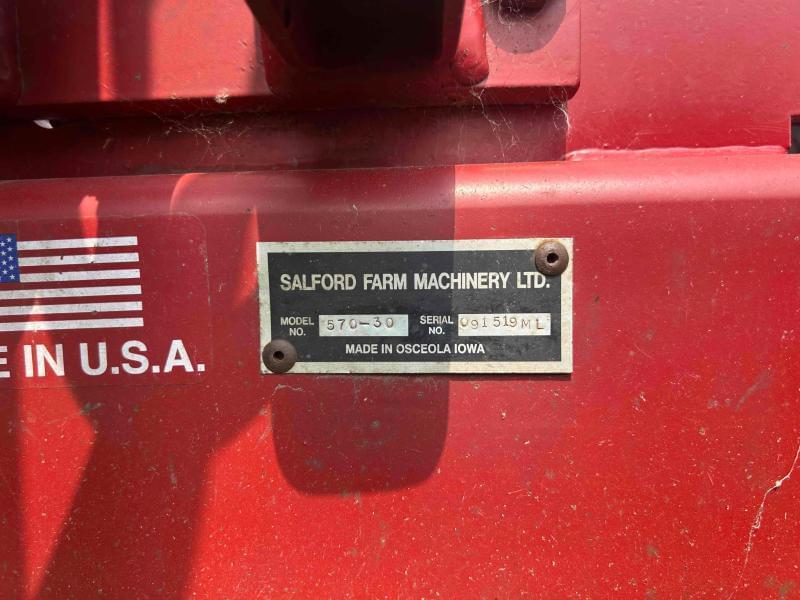 SALFORD FARM MACHINERY LTD.
MODEL NO. 570-30 SERIAL NO. 091519ML
MADE IN OSCEOLA IOWA
E IN U.S.A.